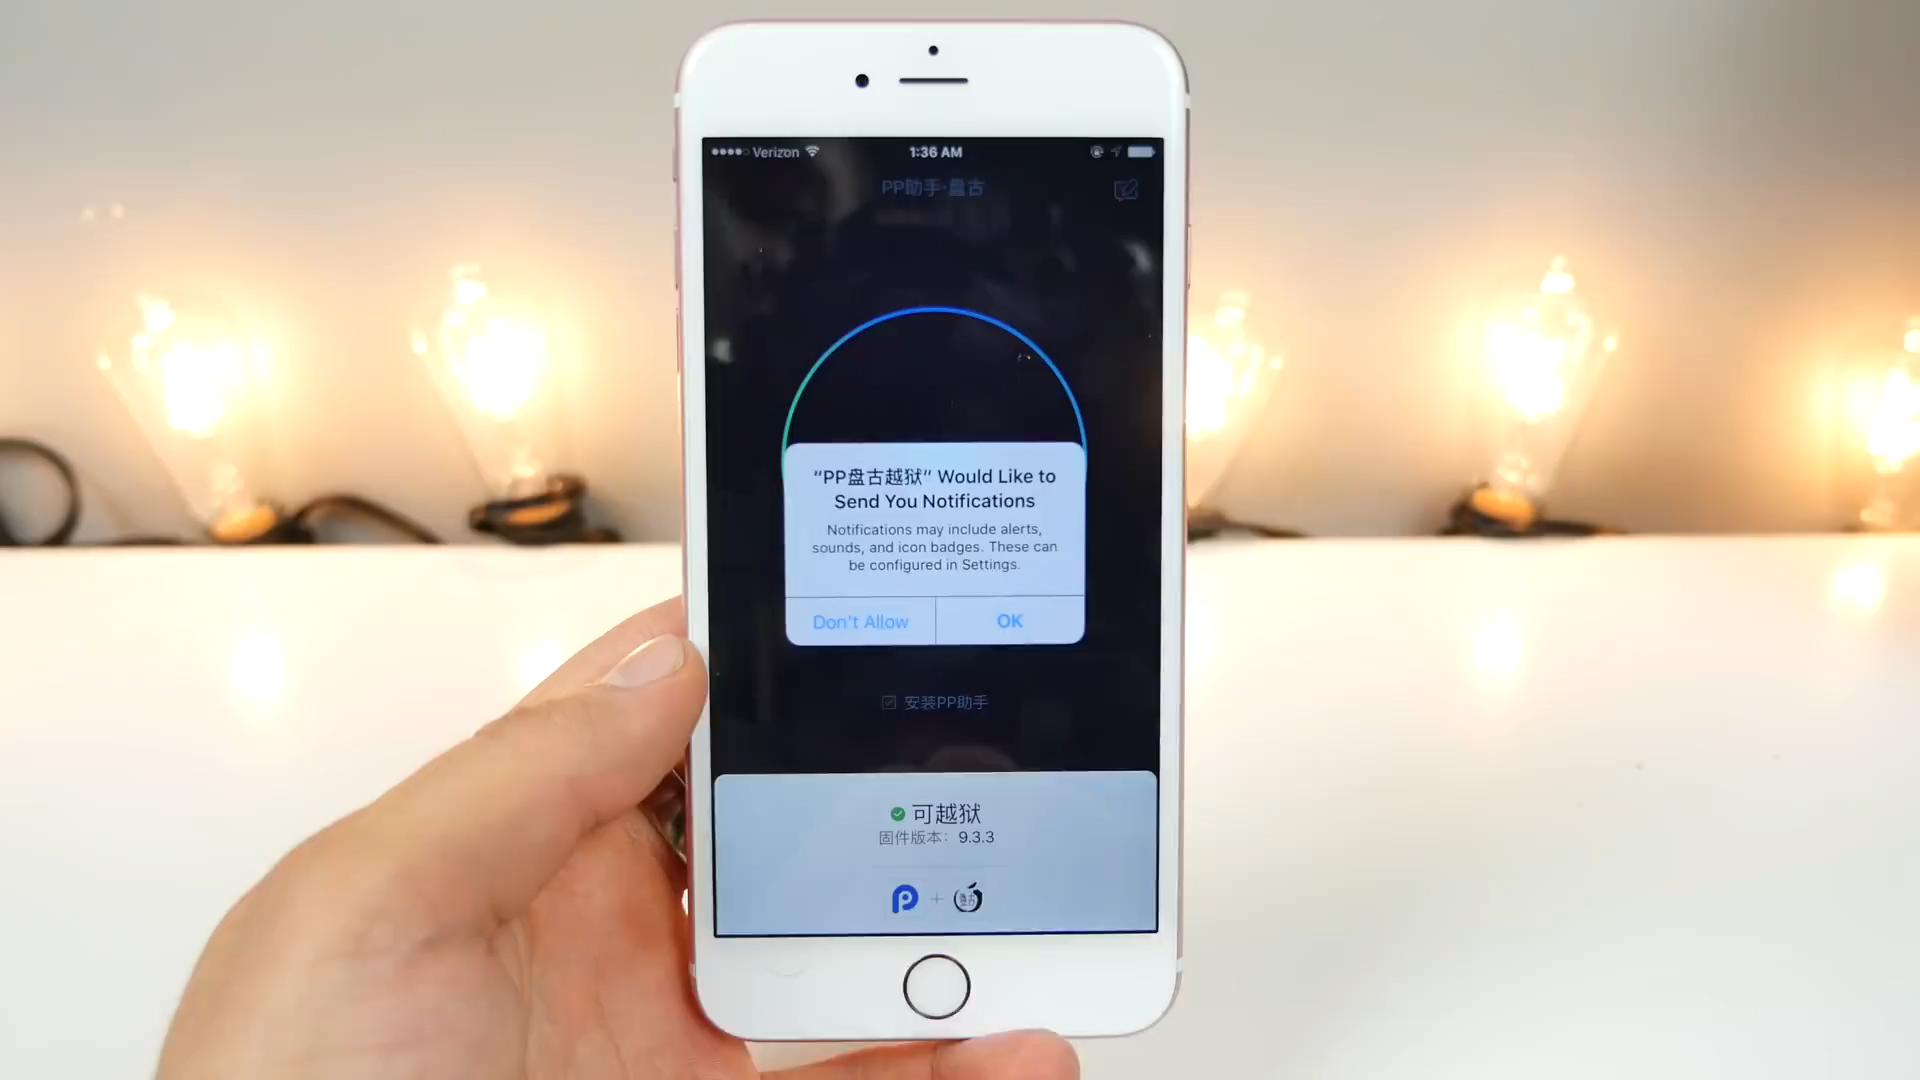 Verizon
1:36 AM
PP助手·盘古
“PP盘古越狱” Would Like to
Send You Notifications
Notifications may include alerts,
sounds, and icon badges. These can
be configured in Settings.
Don't Allow
OK
安装PP助手
可越狱
固件版本: 9.3.3
盘古